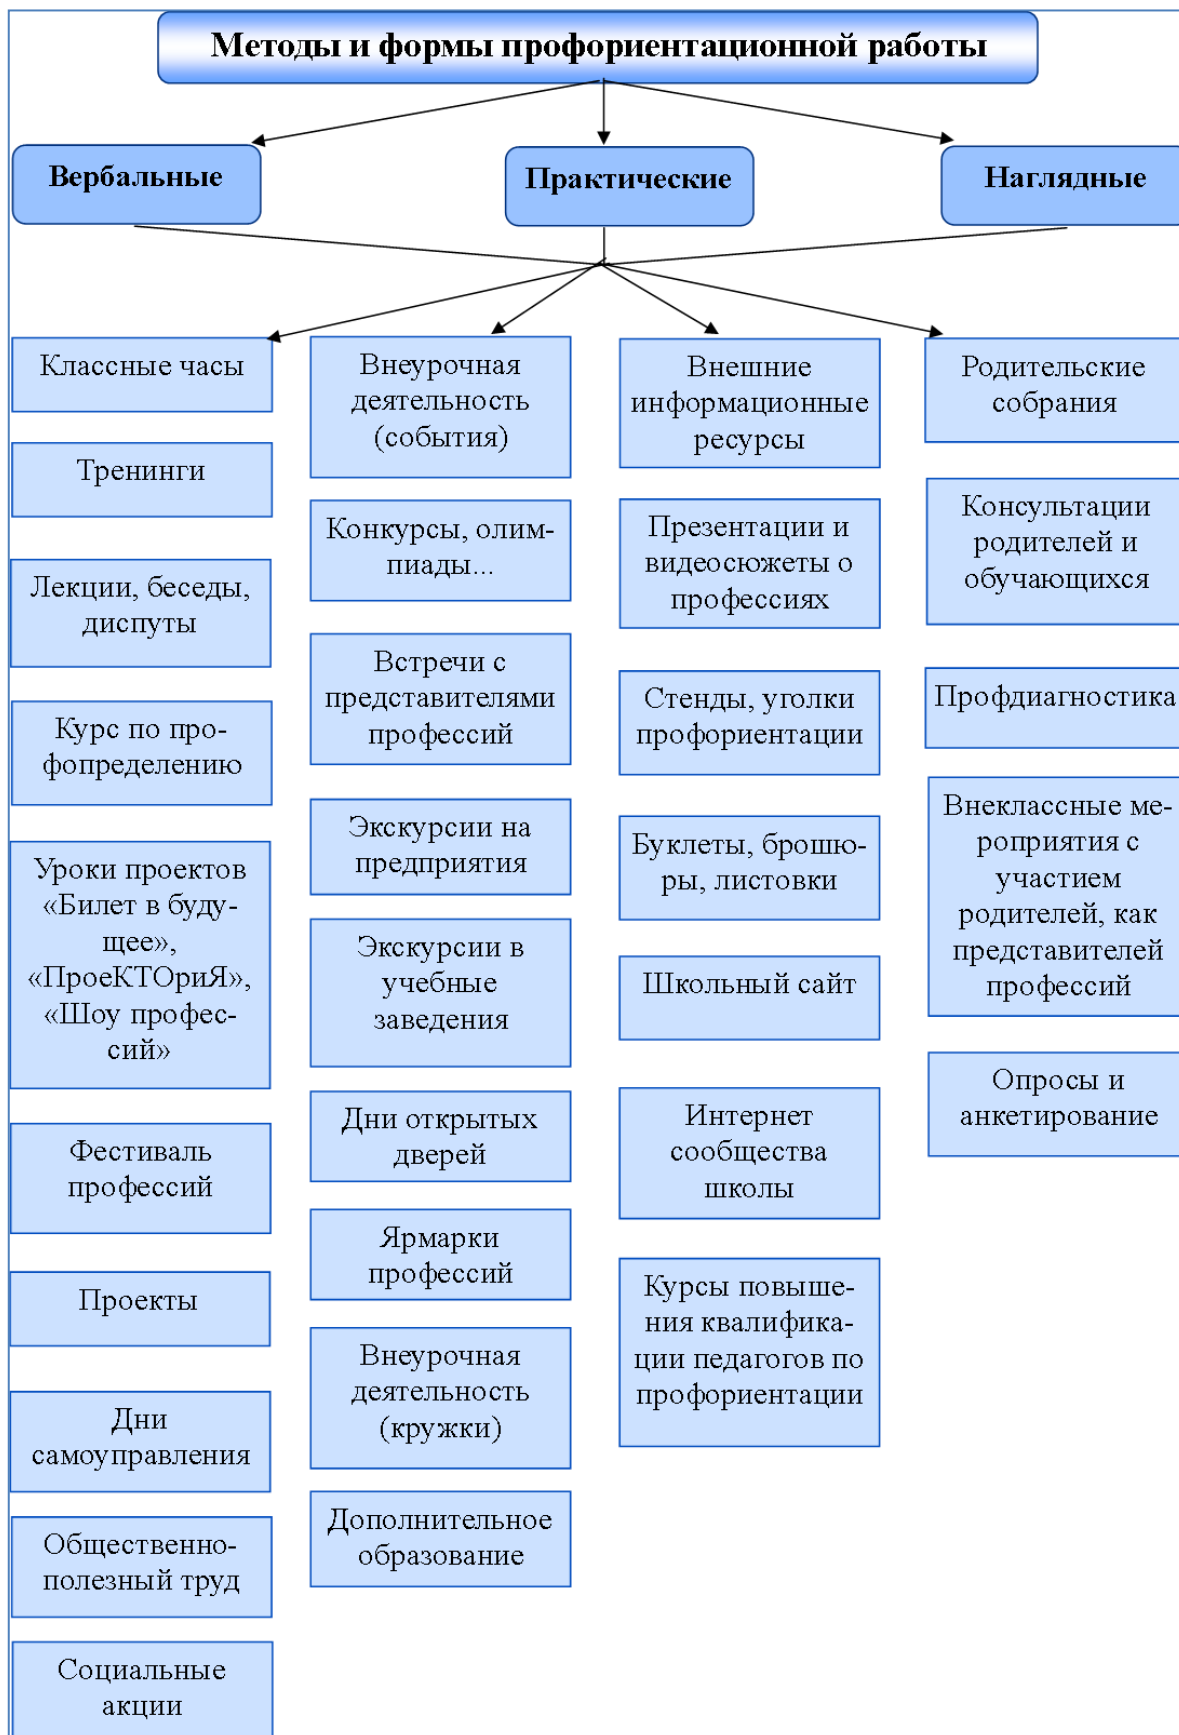 Методы и формы профориентационной работы
Вербальные
Практические
Наглядные
Классные часы
Тренинги
Лекции, беседы,
диспуты
Курс по про-
фопределению
Уроки проектов
«Билет в буду-
щее»,
«ПроеКТОриЯ»,
«Шоу профес-
сий»
Фестиваль
профессий
Проекты
Дни
самоуправления
Общественно-
полезный труд
Социальные
акции
Внеурочная
деятельность
(события)
Конкурсы, олим-
пиады...
Встречи с
представителями
профессий
Экскурсии на
предприятия
Экскурсии в
учебные
заведения
Дни открытых
дверей
Ярмарки
профессий
Внеурочная
деятельность
(кружки)
Дополнительное
образование
Внешние
информационные
ресурсы
Презентации и
видеосюжеты о
профессиях
Стенды, уголки
профориентации
Буклеты, брошю-
ры, листовки
Школьный сайт
Интернет
сообщества
школы
Курсы повыше-
ния квалифика-
ции педагогов по
профориентации
Родительские
собрания
Консультации
родителей и
обучающихся
Профдиагностика
Внеклассные ме-
роприятия с
участием
родителей, как
представителей
профессий
Опросы и
анкетирование